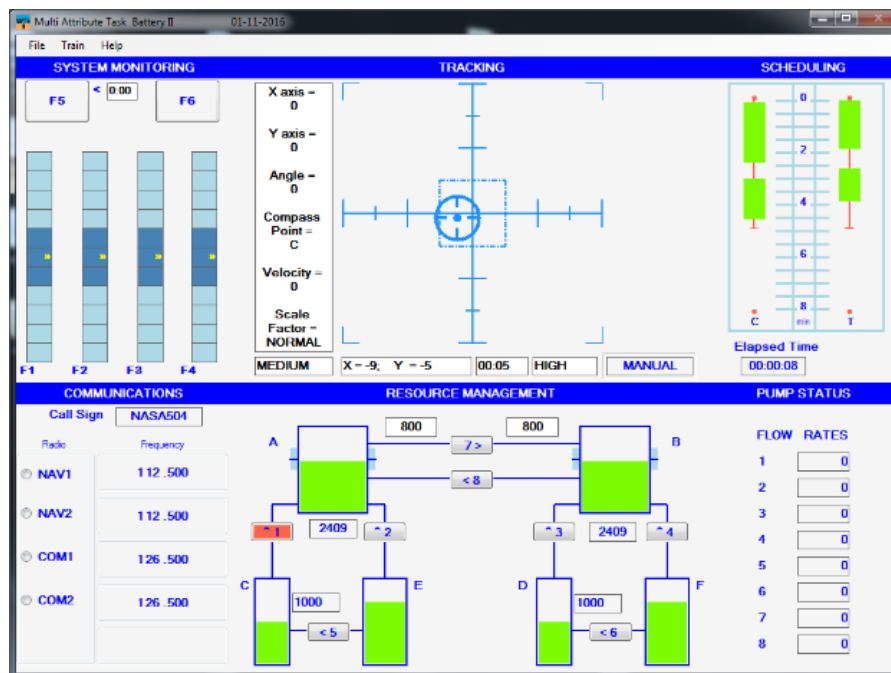 Multi Attribute Task Battery II 01-11-2016
File Train Help
SYSTEM MONITORING
F5
< 0:00
F6
F1 F2 F3 F4
TRACKING
X axis =
0
Y axis =
0
Angle =
0
Compass
Point =
C
Velocity =
0
Scale
Factor =
NORMAL
MEDIUM X = -9; Y = -5 00:05 HIGH MANUAL
SCHEDULING
0
2
4
6
8
C min T
Elapsed Time
00:00:08
COMMUNICATIONS
Call Sign NASA504
Radio Frequency
NAV1 112 .500
NAV2 112 .500
COM1 126 .500
COM2 126 .500
RESOURCE MANAGEMENT
800 800
A 7 > B
< 8
^ 1 2409 ^ 2 ^ 3 2409 ^ 4
C E D F
1000 1000
< 5 < 6
PUMP STATUS
FLOW RATES
1 0
2 0
3 0
4 0
5 0
6 0
7 0
8 0